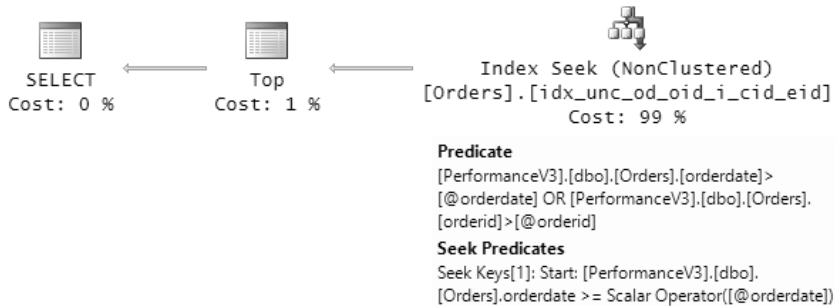 SELECT
Cost: 0 %
Top
Cost: 1 %
Index Seek (NonClustered)
[Orders].[idx_unc_od_oid_i_cid_eid]
Cost: 99 %
Predicate
[PerformanceV3].[dbo].[Orders].[orderdate]>
[@orderdate] OR [PerformanceV3].[dbo].[Orders].
[orderid]>[@orderid]
Seek Predicates
Seek Keys[1]: Start: [PerformanceV3].[dbo].
[Orders].orderdate >= Scalar Operator([@orderdate])